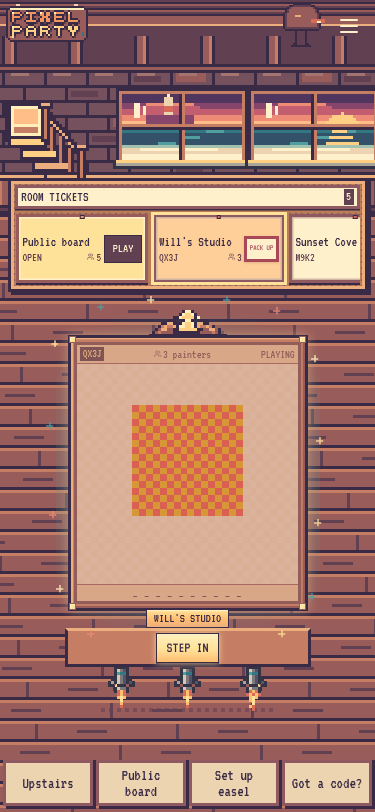 PIXEL
PARTY
ROOM TICKETS 5
Public board
OPEN 5
PLAY
Will's Studio
QX3J 3
PACK UP
Sunset Cove
M9K2
QX3J 3 painters PLAYING
_ _ _ _ _ _ _ _ _ _
WILL'S STUDIO
STEP IN
Upstairs
Public
board
Set up
easel
Got a code?